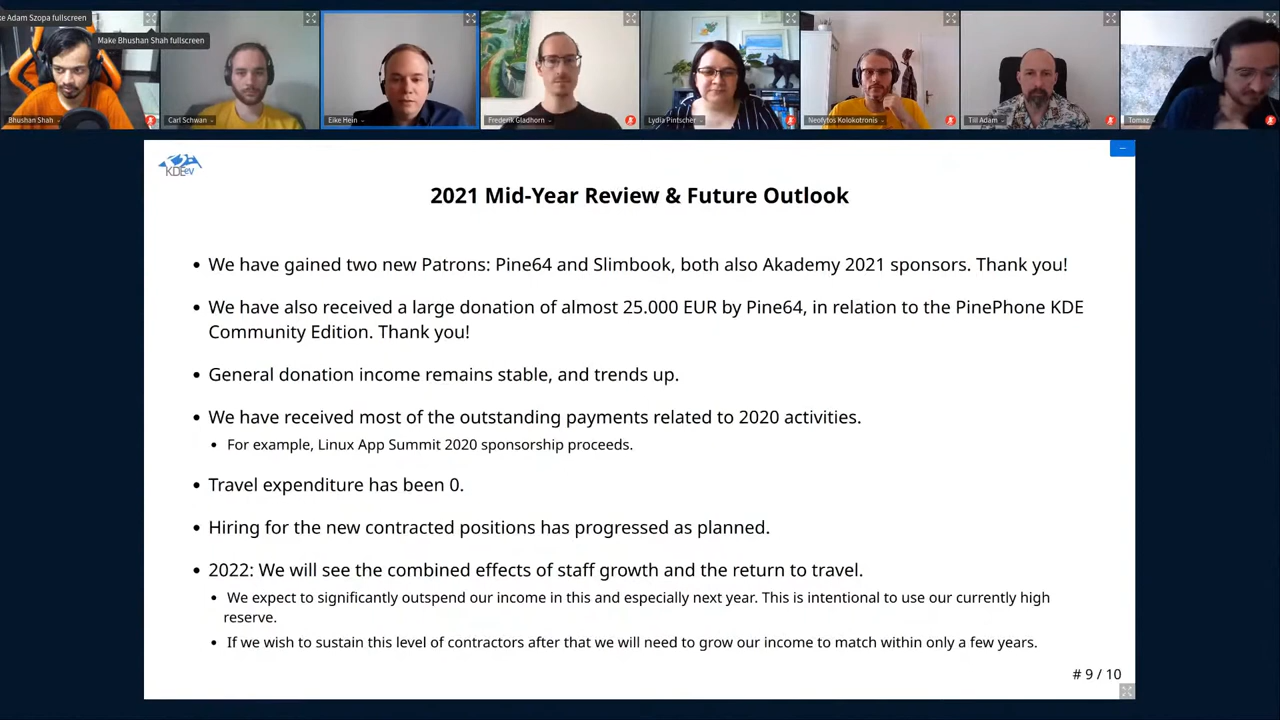 ke Adam Szopa fullscreen
Make Bhushan Shah fullscreen
Bhushan Shah
Carl Schwan
Eike Hein
Frederik Gladhorn
Lydia Pintscher
Neofytos Kolokotronis
Till Adam
Tomaz
KDE eV
2021 Mid-Year Review & Future Outlook
• We have gained two new Patrons: Pine64 and Slimbook, both also Akademy 2021 sponsors. Thank you!
• We have also received a large donation of almost 25.000 EUR by Pine64, in relation to the PinePhone KDE
Community Edition. Thank you!
• General donation income remains stable, and trends up.
• We have received most of the outstanding payments related to 2020 activities.
• For example, Linux App Summit 2020 sponsorship proceeds.
• Travel expenditure has been 0.
• Hiring for the new contracted positions has progressed as planned.
• 2022: We will see the combined effects of staff growth and the return to travel.
• We expect to significantly outspend our income in this and especially next year. This is intentional to use our currently high
reserve.
• If we wish to sustain this level of contractors after that we will need to grow our income to match within only a few years.
# 9 / 10